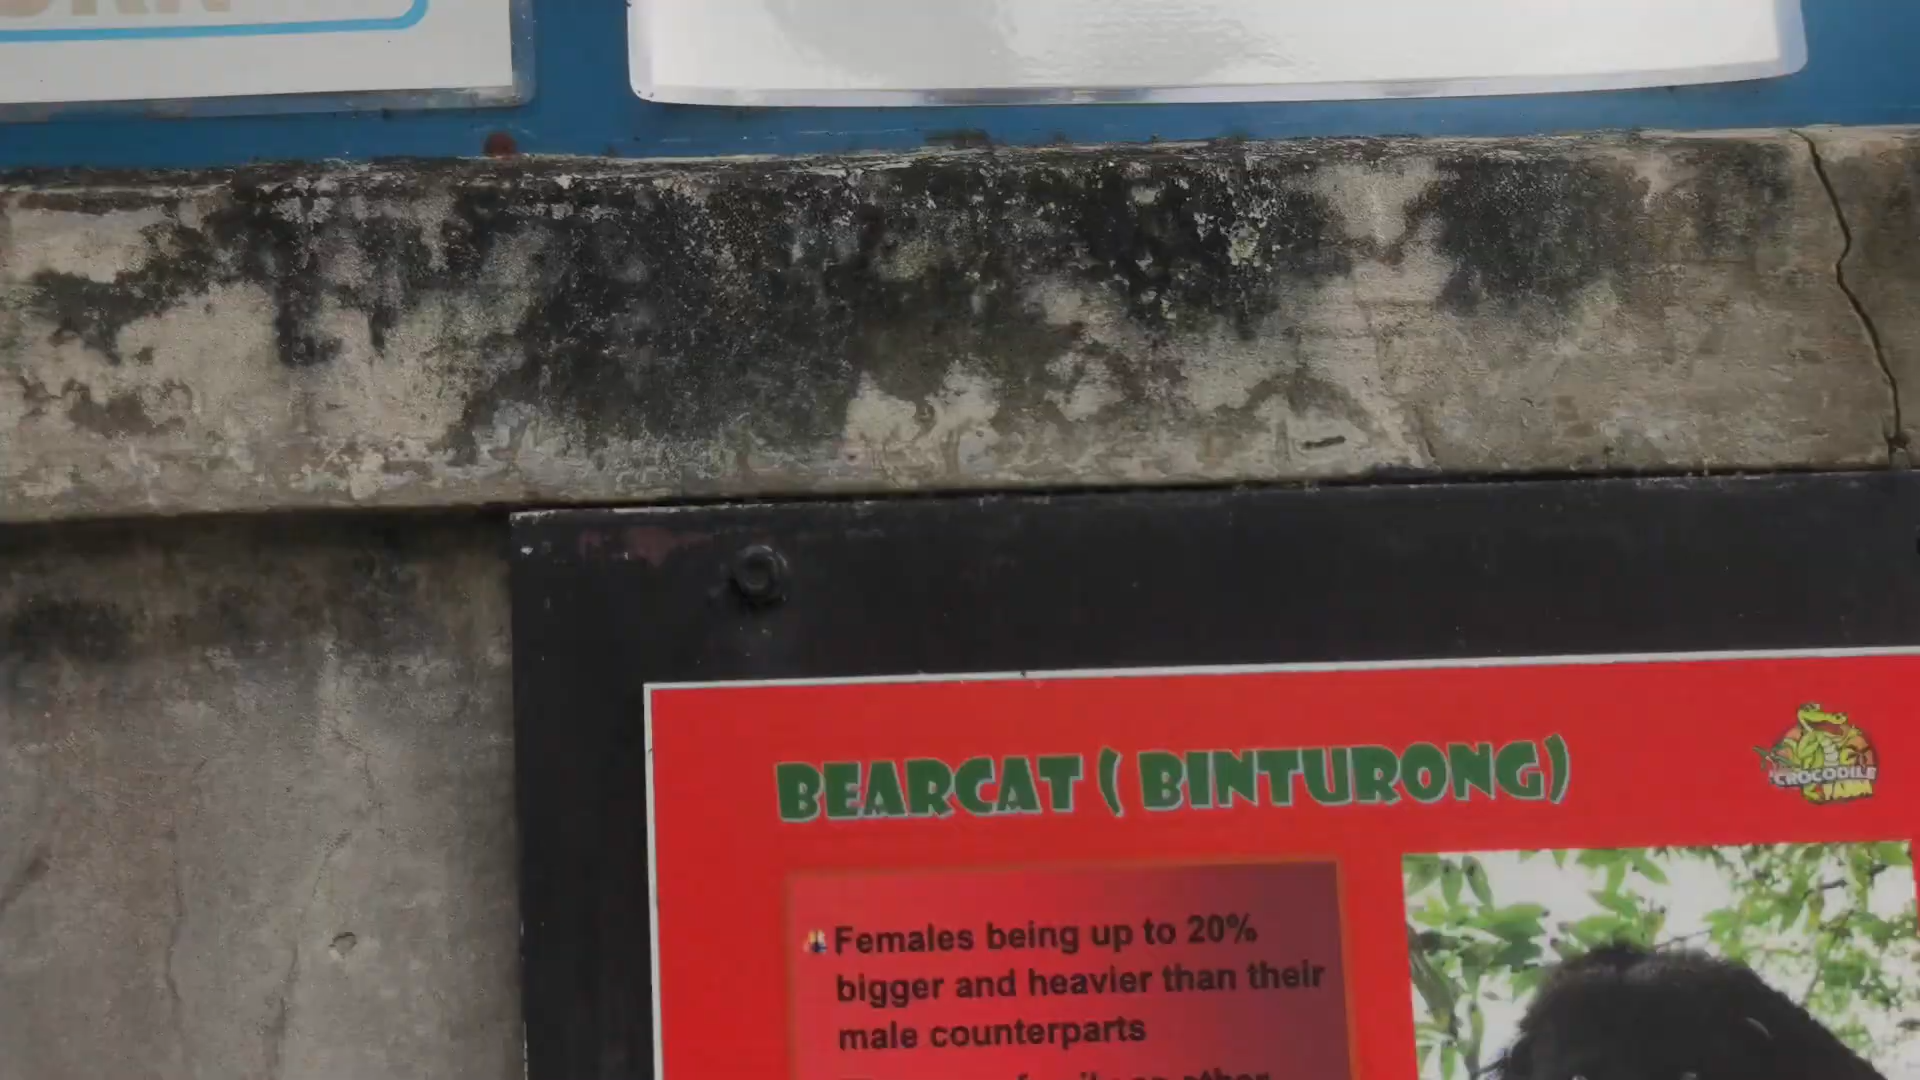 BEARCAT ( BINTURONG)
CROCODILE
FARM
Females being up to 20%
bigger and heavier than their
male counterparts